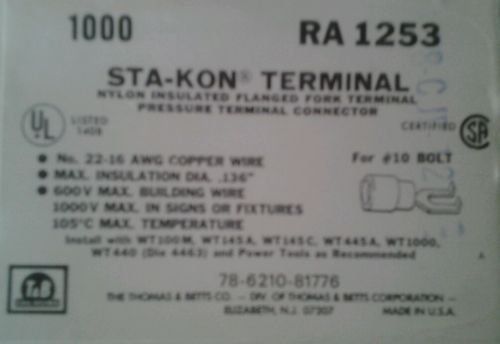 1000 RA 1253
STA-KON® TERMINAL
NYLON INSULATED FLANGED FORK TERMINAL
PRESSURE TERMINAL CONNECTOR
UL LISTED
CERTIFIED SA
• No. 22-16 AWG COPPER WIRE
For #10 BOLT
• MAX. INSULATION DIA. .136"
• 600V MAX. BUILDING WIRE
1000V MAX. IN SIGNS OR FIXTURES
105°C MAX. TEMPERATURE
Install with WT100M, WT145A, WT145C, WT445A, WT1000,
WT440 (Die 4463) and Power Tools as Recommended
T&B
78-6210-81776
THE THOMAS & BETTS CO. — DIV. OF THOMAS & BETTS CORPORATION —
ELIZABETH, N.J. 07207 MADE IN U.S.A.